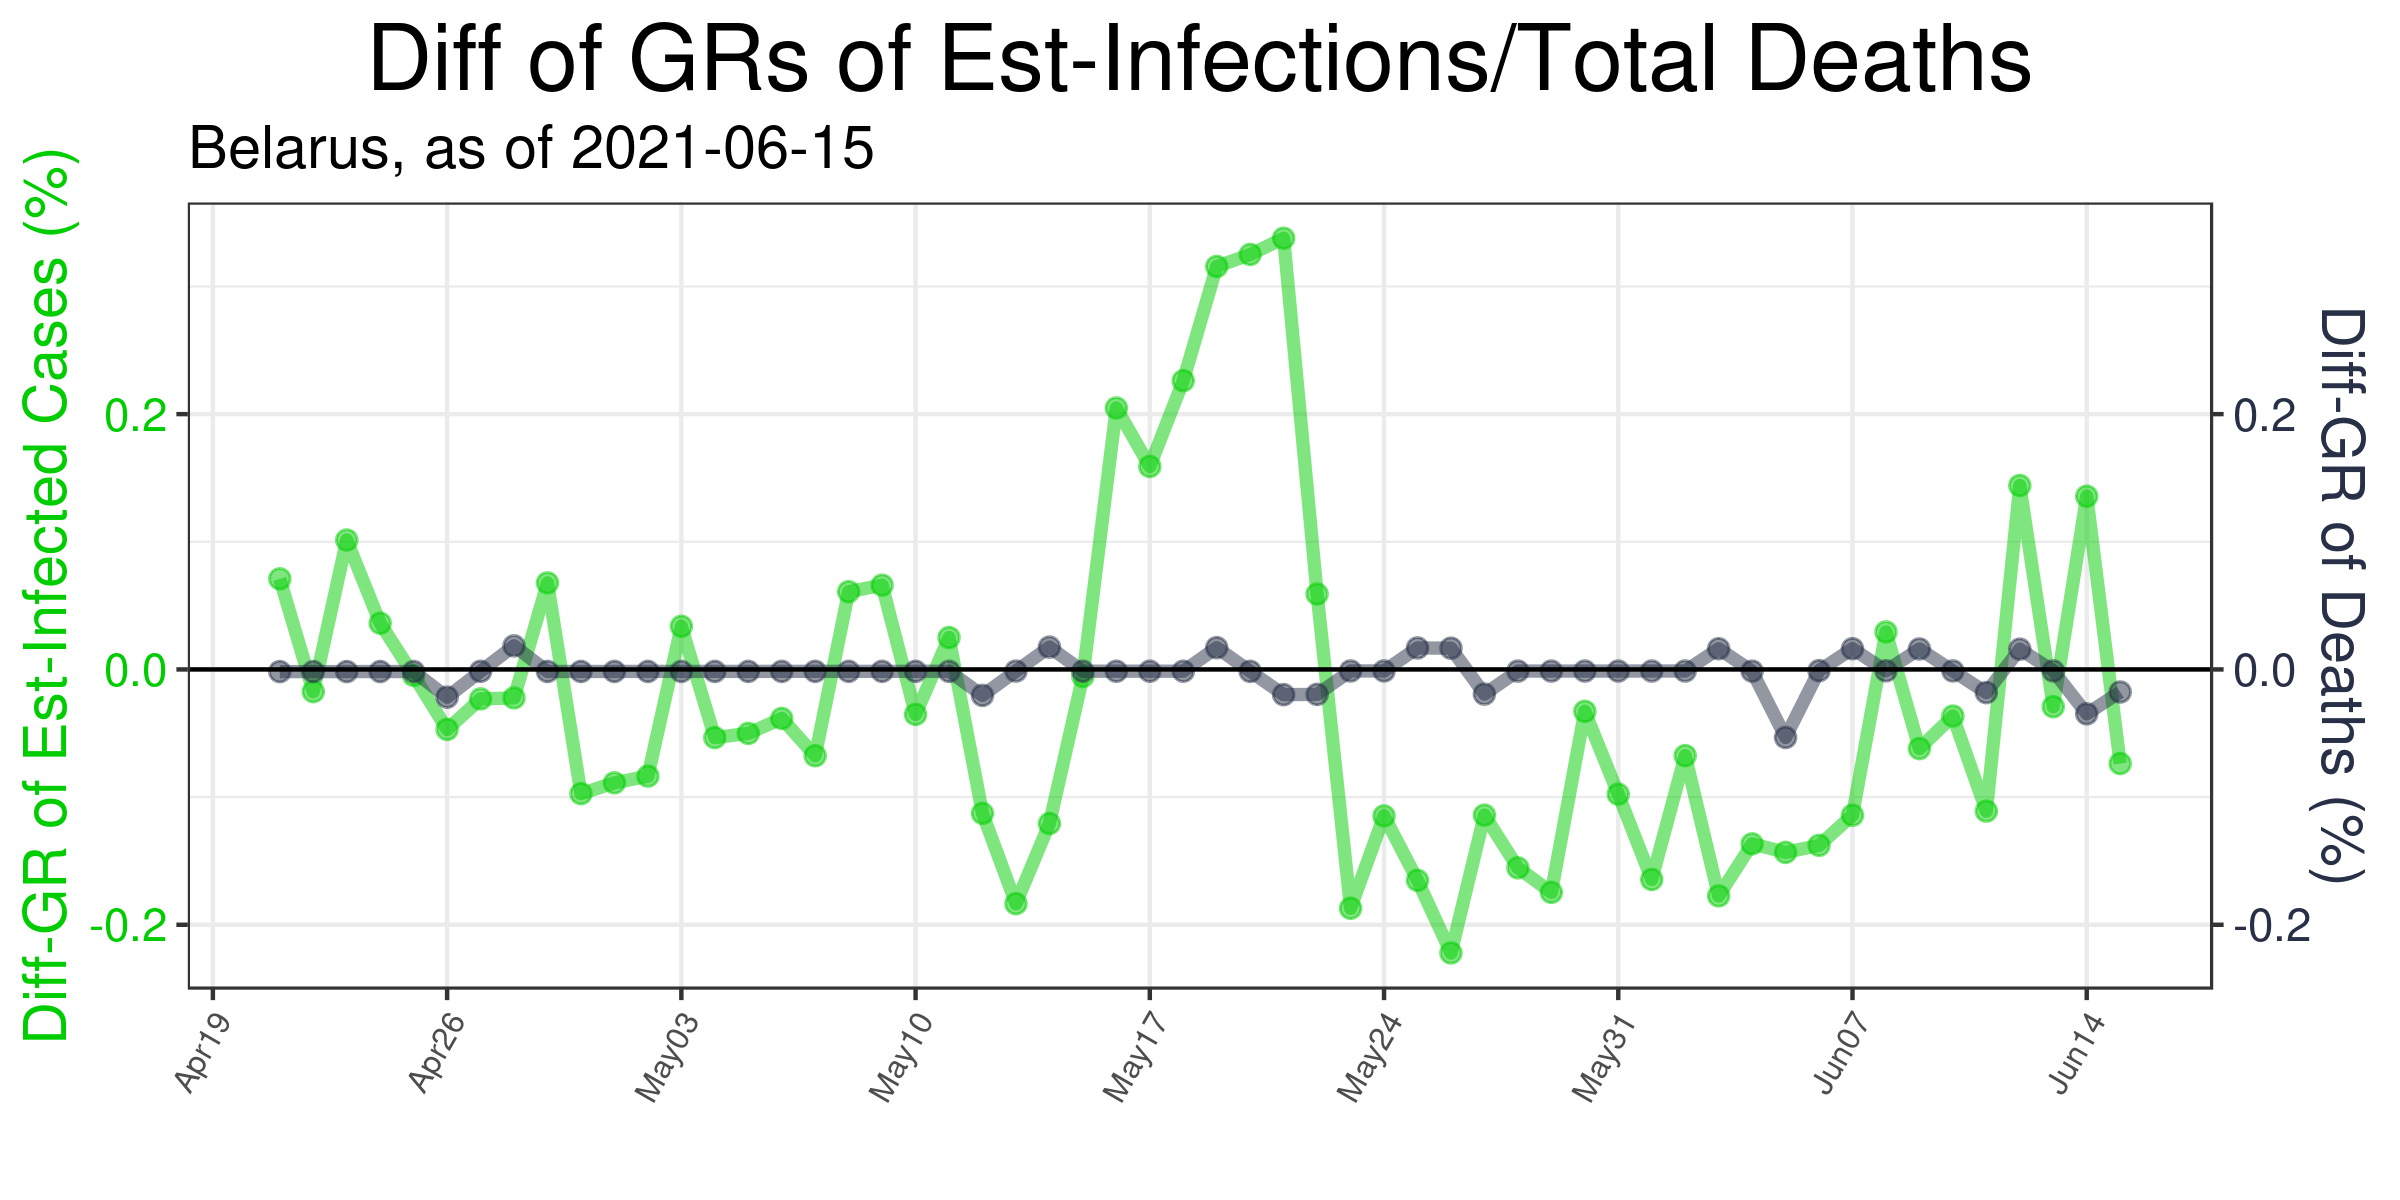 Diff of GRs of Est-Infections/Total Deaths
Belarus, as of 2021-06-15
Diff-GR of Est-Infected Cases (%)
0.2
0.0
-0.2
0.2
0.0
-0.2
Diff-GR of Deaths (%)
Apr19
Apr26
May03
May10
May17
May24
May31
Jun07
Jun14